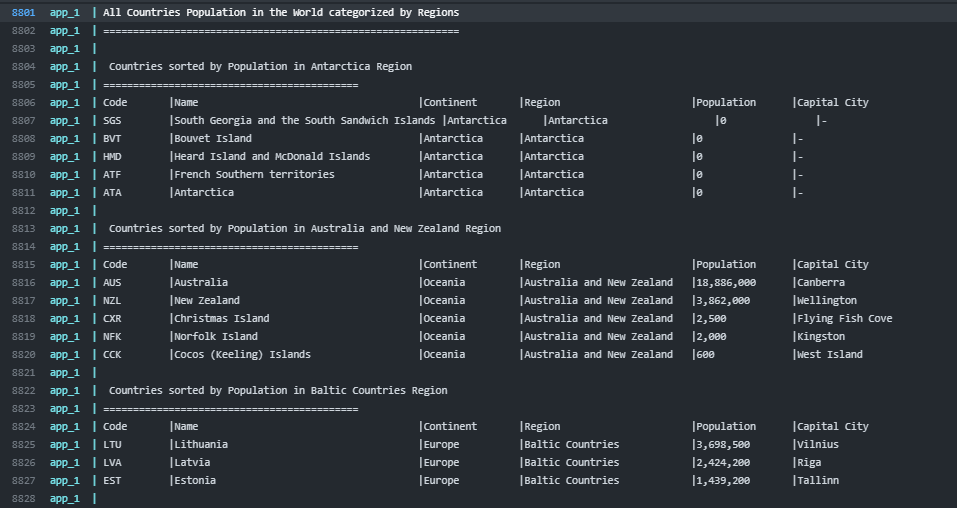 8801 app_1 | All Countries Population in the World categorized by Regions
8802 app_1 | ============================================================
8803 app_1 |
8804 app_1 |  Countries sorted by Population in Antarctica Region
8805 app_1 | ===========================================
8806 app_1 | Code       |Name                                     |Continent       |Region                      |Population      |Capital City
8807 app_1 | SGS        |South Georgia and the South Sandwich Islands |Antarctica      |Antarctica                  |0               |-
8808 app_1 | BVT        |Bouvet Island                            |Antarctica      |Antarctica                  |0               |-
8809 app_1 | HMD        |Heard Island and McDonald Islands        |Antarctica      |Antarctica                  |0               |-
8810 app_1 | ATF        |French Southern territories              |Antarctica      |Antarctica                  |0               |-
8811 app_1 | ATA        |Antarctica                               |Antarctica      |Antarctica                  |0               |-
8812 app_1 |
8813 app_1 |  Countries sorted by Population in Australia and New Zealand Region
8814 app_1 | ===========================================
8815 app_1 | Code       |Name                                     |Continent       |Region                      |Population      |Capital City
8816 app_1 | AUS        |Australia                                |Oceania         |Australia and New Zealand   |18,886,000      |Canberra
8817 app_1 | NZL        |New Zealand                              |Oceania         |Australia and New Zealand   |3,862,000       |Wellington
8818 app_1 | CXR        |Christmas Island                         |Oceania         |Australia and New Zealand   |2,500           |Flying Fish Cove
8819 app_1 | NFK        |Norfolk Island                           |Oceania         |Australia and New Zealand   |2,000           |Kingston
8820 app_1 | CCK        |Cocos (Keeling) Islands                  |Oceania         |Australia and New Zealand   |600             |West Island
8821 app_1 |
8822 app_1 |  Countries sorted by Population in Baltic Countries Region
8823 app_1 | ===========================================
8824 app_1 | Code       |Name                                     |Continent       |Region                      |Population      |Capital City
8825 app_1 | LTU        |Lithuania                                |Europe          |Baltic Countries            |3,698,500       |Vilnius
8826 app_1 | LVA        |Latvia                                   |Europe          |Baltic Countries            |2,424,200       |Riga
8827 app_1 | EST        |Estonia                                  |Europe          |Baltic Countries            |1,439,200       |Tallinn
8828 app_1 |